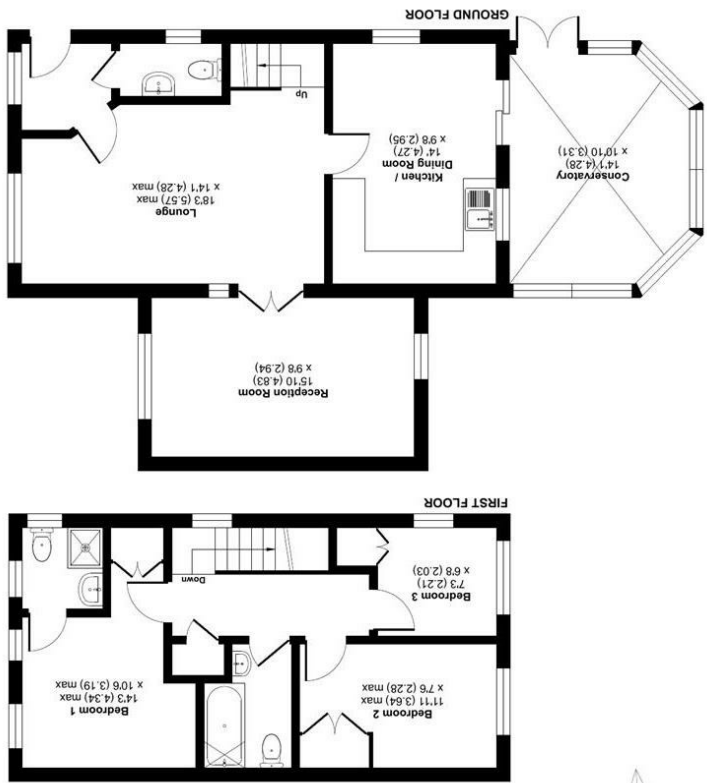 GROUND FLOOR
Conservatory
14'1 (4.28)
x 10'10 (3.31)
Kitchen /
Dining Room
14' (4.27)
x 9'8 (2.95)
Up
Lounge
18'3 (5.57) max
x 14'1 (4.28) max
Reception Room
15'10 (4.83)
x 9'8 (2.94)
FIRST FLOOR
Down
Bedroom 3
7'3 (2.21)
x 6'8 (2.03)
Bedroom 2
11'11 (3.64) max
x 7'6 (2.28) max
Bedroom 1
14'3 (4.34) max
x 10'6 (3.19) max